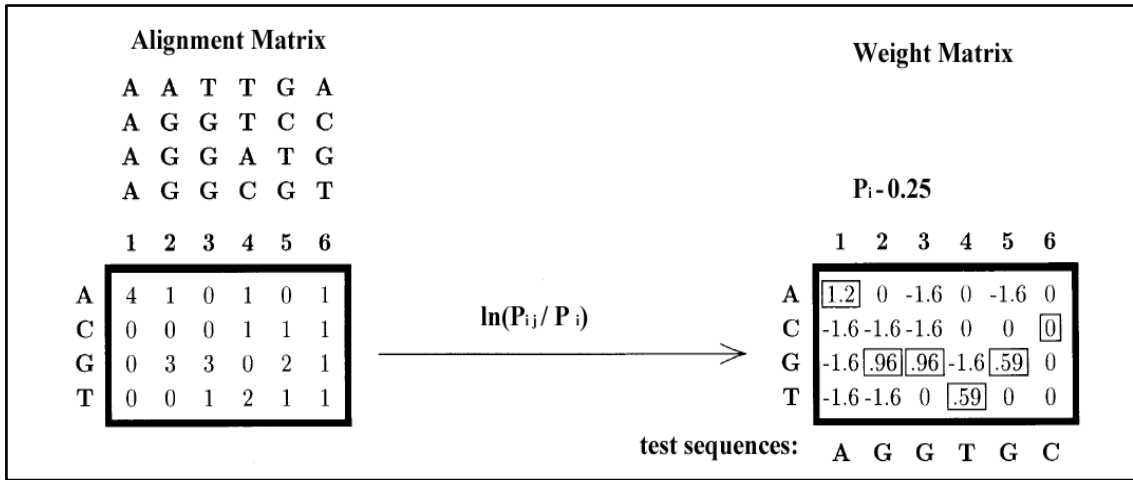 Alignment Matrix
A A T T G A
A G G T C C
A G G A T G
A G G C G T
1 2 3 4 5 6
A 4 1 0 1 0 1
C 0 0 0 1 1 1
G 0 3 3 0 2 1
T 0 0 1 2 1 1
ln(Pij/ Pi)
Weight Matrix
Pi-0.25
1 2 3 4 5 6
A 1.2 0 -1.6 0 -1.6 0
C -1.6 -1.6 -1.6 0 0 0
G -1.6 .96 .96 -1.6 .59 0
T -1.6 -1.6 0 .59 0 0
test sequences: A G G T G C